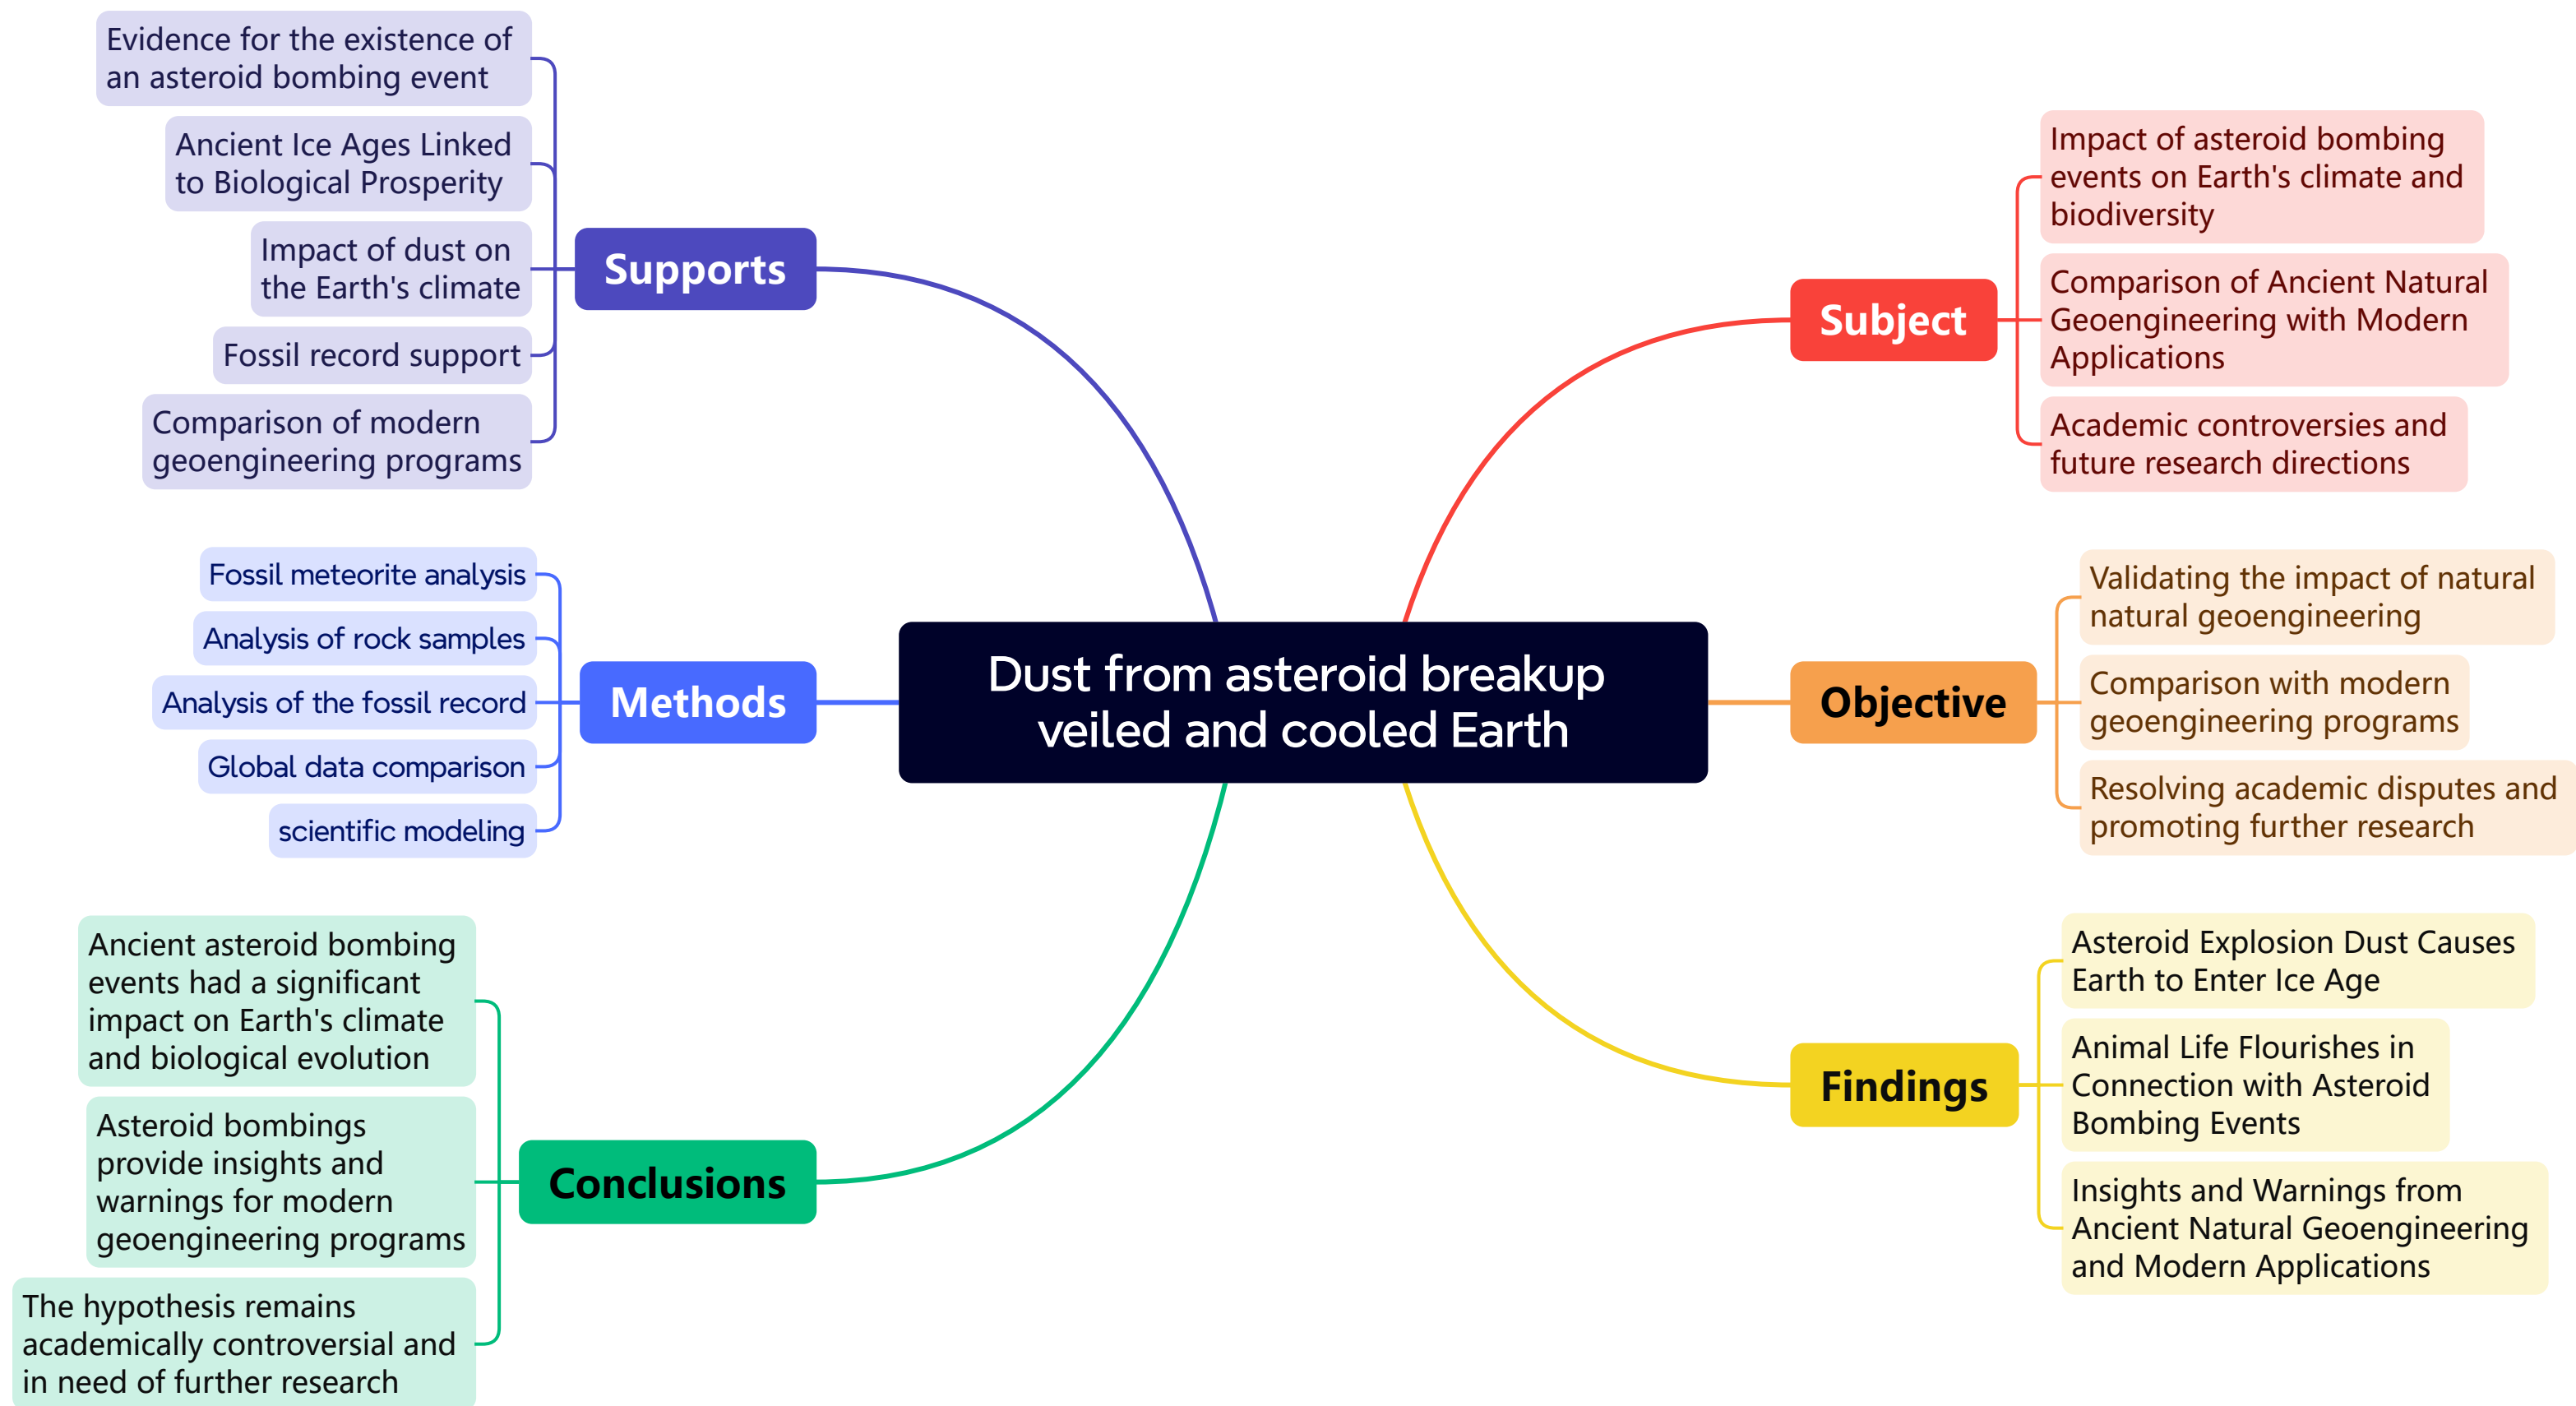 Dust from asteroid breakup
veiled and cooled Earth
Subject
Impact of asteroid bombing
events on Earth's climate and
biodiversity
Comparison of Ancient Natural
Geoengineering with Modern
Applications
Academic controversies and
future research directions
Objective
Validating the impact of natural
natural geoengineering
Comparison with modern
geoengineering programs
Resolving academic disputes and
promoting further research
Findings
Asteroid Explosion Dust Causes
Earth to Enter Ice Age
Animal Life Flourishes in
Connection with Asteroid
Bombing Events
Insights and Warnings from
Ancient Natural Geoengineering
and Modern Applications
Supports
Evidence for the existence of
an asteroid bombing event
Ancient Ice Ages Linked
to Biological Prosperity
Impact of dust on
the Earth's climate
Fossil record support
Comparison of modern
geoengineering programs
Methods
Fossil meteorite analysis
Analysis of rock samples
Analysis of the fossil record
Global data comparison
scientific modeling
Conclusions
Ancient asteroid bombing
events had a significant
impact on Earth's climate
and biological evolution
Asteroid bombings
provide insights and
warnings for modern
geoengineering programs
The hypothesis remains
academically controversial and
in need of further research